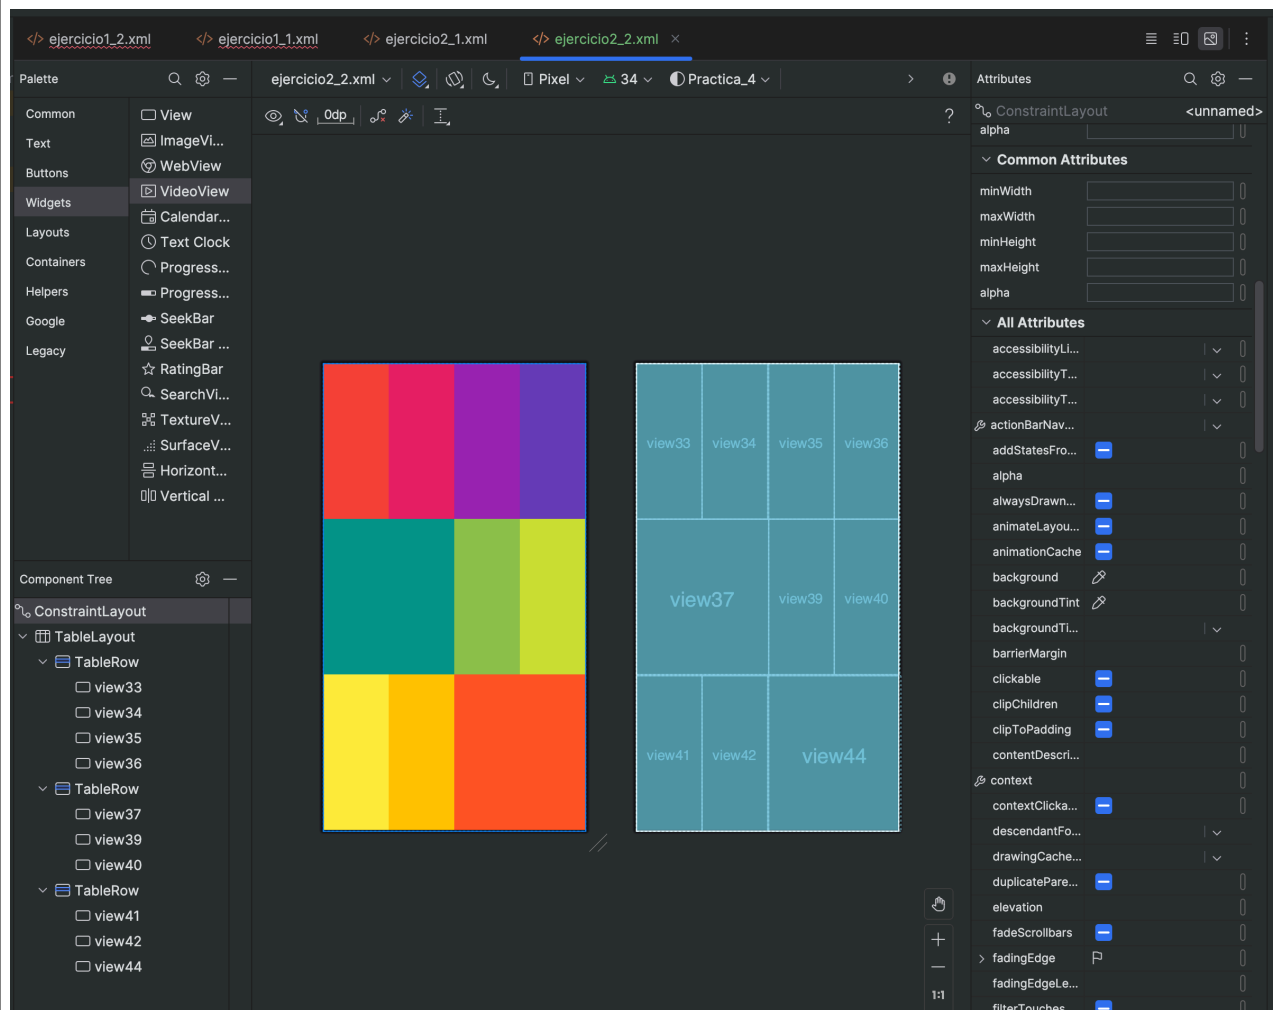 ejercicio1_2.xml ejercicio1_1.xml ejercicio2_1.xml ejercicio2_2.xml
Palette
Common
Text
Buttons
Widgets
Layouts
Containers
Helpers
Google
Legacy
View
ImageVi...
WebView
VideoView
Calendar...
Text Clock
Progress...
Progress...
SeekBar
SeekBar ...
RatingBar
SearchVi...
TextureV...
SurfaceV...
Horizont...
Vertical ...
Component Tree
ConstraintLayout
TableLayout
TableRow
view33
view34
view35
view36
TableRow
view37
view39
view40
TableRow
view41
view42
view44
ejercicio2_2.xml Pixel 34 Practica_4
0dp ?
view33 view34 view35 view36
view37 view39 view40
view41 view42 view44
1:1
Attributes
ConstraintLayout <unnamed>
alpha
Common Attributes
minWidth
maxWidth
minHeight
maxHeight
alpha
All Attributes
accessibilityLi...
accessibilityT...
accessibilityT...
actionBarNav...
addStatesFro...
alpha
alwaysDrawn...
animateLayou...
animationCache
background
backgroundTint
backgroundTi...
barrierMargin
clickable
clipChildren
clipToPadding
contentDescri...
context
contextClicka...
descendantFo...
drawingCache...
duplicatePare...
elevation
fadeScrollbars
fadingEdge
fadingEdgeLe...
filterTouches